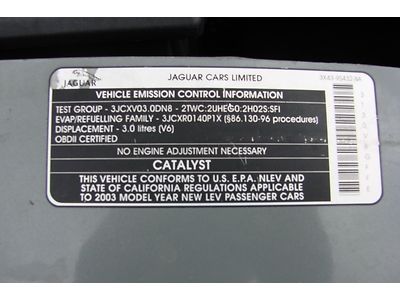 JAGUAR
JAGUAR CARS LIMITED
VEHICLE EMISSION CONTROL INFORMATION
TEST GROUP - 3JCXV03.0DN8 - 2TWC:2UHEGO:2HO2S:SFI
EVAP/REFUELLING FAMILY - 3JCXR0140P1X (§86.130-96 procedures)
DISPLACEMENT - 3.0 litres (V6)
OBDII CERTIFIED
NO ENGINE ADJUSTMENT NECESSARY
CATALYST
THIS VEHICLE CONFORMS TO U.S. E.P.A. NLEV AND
STATE OF CALIFORNIA REGULATIONS APPLICABLE
TO 2003 MODEL YEAR NEW LEV PASSENGER CARS